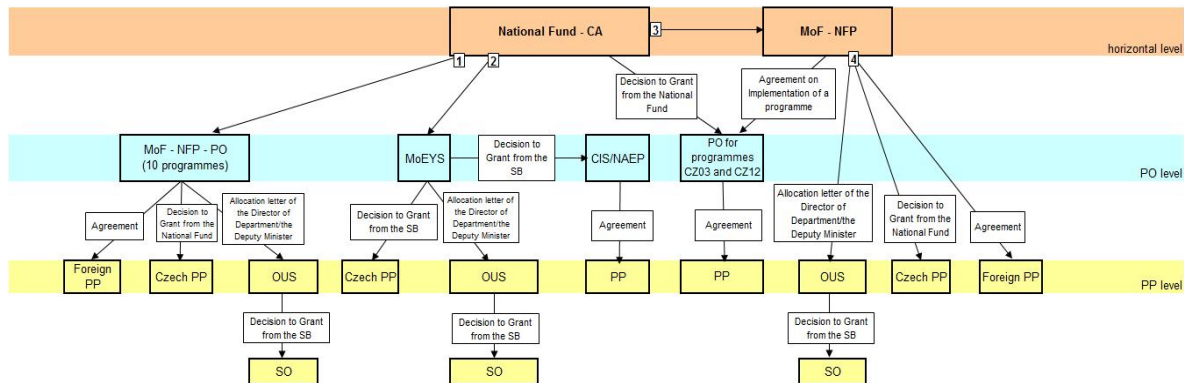 National Fund - CA
3
MoF - NFP
horizontal level
1
2
4
Decision to Grant
from the National
Fund
Agreement on
Implementation of a
programme
MoF - NFP - PO
(10 programmes)
MoEYS
Decision to
Grant from the
SB
CIS/NAEP
PO for
programmes
CZ03 and CZ12
PO level
Agreement
Decision to
Grant from the
National Fund
Allocation letter of
the Director of
Department/the
Deputy Minister
Decision to Grant
from the SB
Allocation letter of
the Director of
Department/the
Deputy Minister
Agreement
Agreement
Allocation letter of
the Director of
Department/the
Deputy Minister
Decision to
Grant from the
National Fund
Agreement
Foreign
PP
Czech PP
OUS
Czech PP
OUS
PP
PP
OUS
Czech PP
Foreign PP
PP level
Decision to Grant
from the SB
Decision to Grant
from the SB
Decision to Grant
from the SB
SO
SO
SO